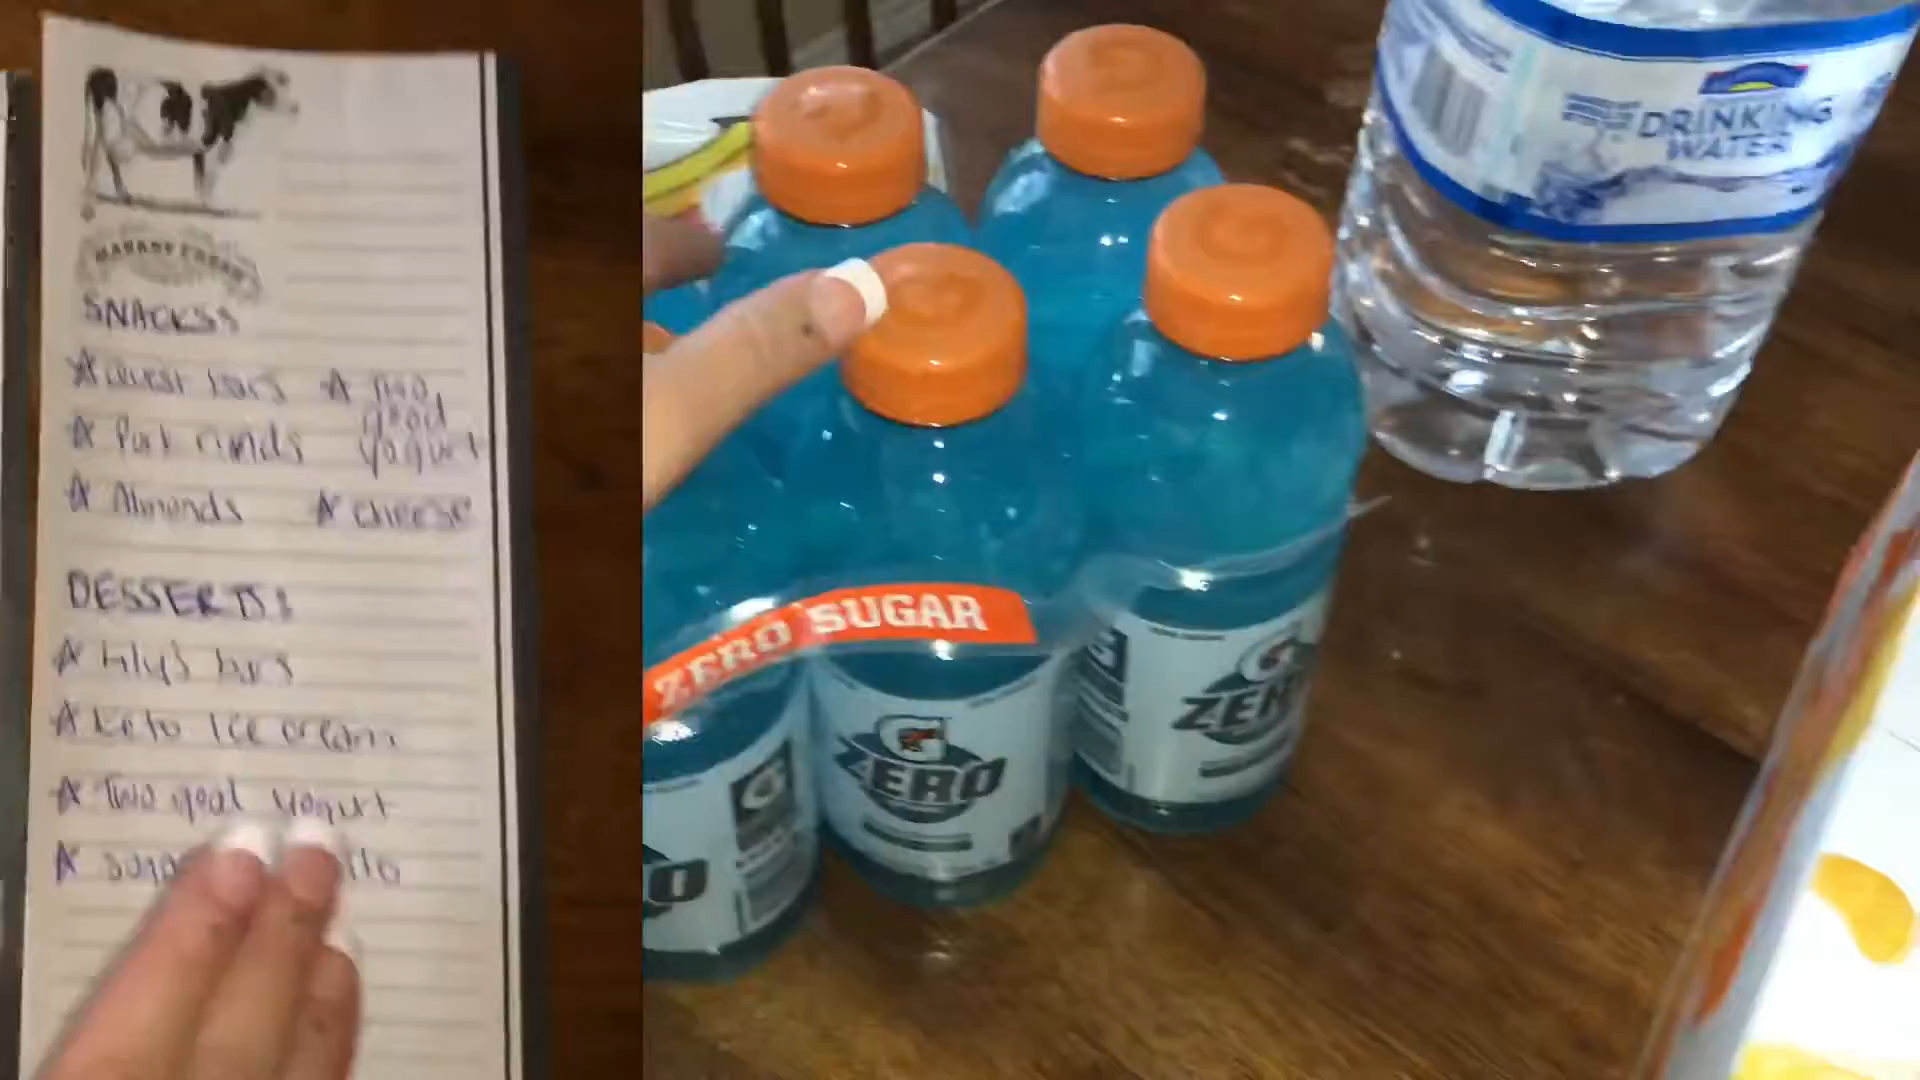 SNACKS:
☆ Quest bars ☆ Two
good
☆ Pork rinds yogurt
☆ Almonds ☆ cheese
DESSERTS:
☆ Lily's bars
☆ Keto Ice cream
☆ Two good yogurt
☆
ZERO SUGAR
G ZERO
G ZERO
G
DRINKING
WATER